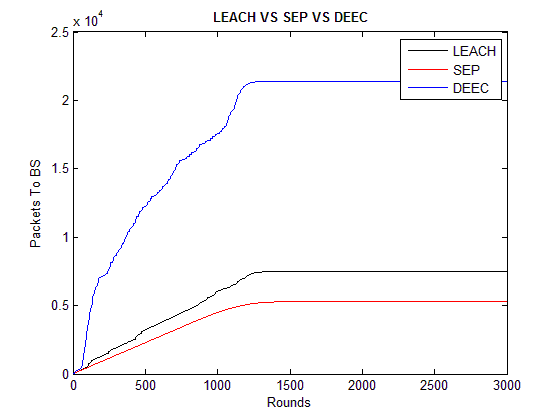 LEACH VS SEP VS DEEC
x 10^4
2.5
2
1.5
1
0.5
0
Packets To BS
LEACH
SEP
DEEC
0 500 1000 1500 2000 2500 3000
Rounds